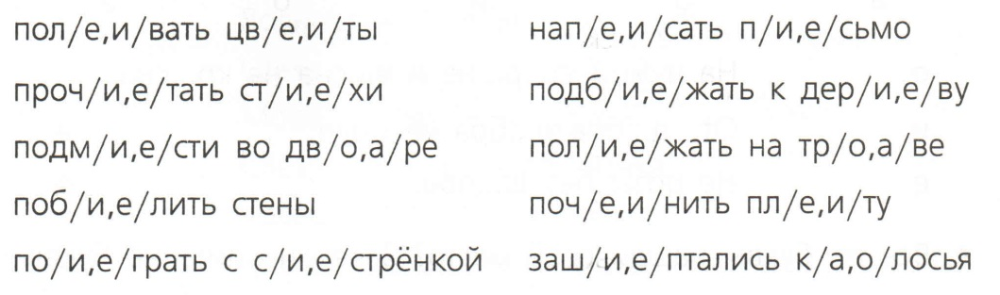 пол/е,и/вать цв/е,и/ты
проч/и,е/тать ст/и,е/хи
подм/и,е/сти во дв/о,а/ре
поб/и,е/лить стены
по/и,е/грать с с/и,е/стрёнкой
нап/е,и/сать п/и,е/сьмо
подб/и,е/жать к дер/и,е/ву
пол/и,е/жать на тр/о,а/ве
поч/е,и/нить пл/е,и/ту
заш/и,е/птались к/а,о/лосья